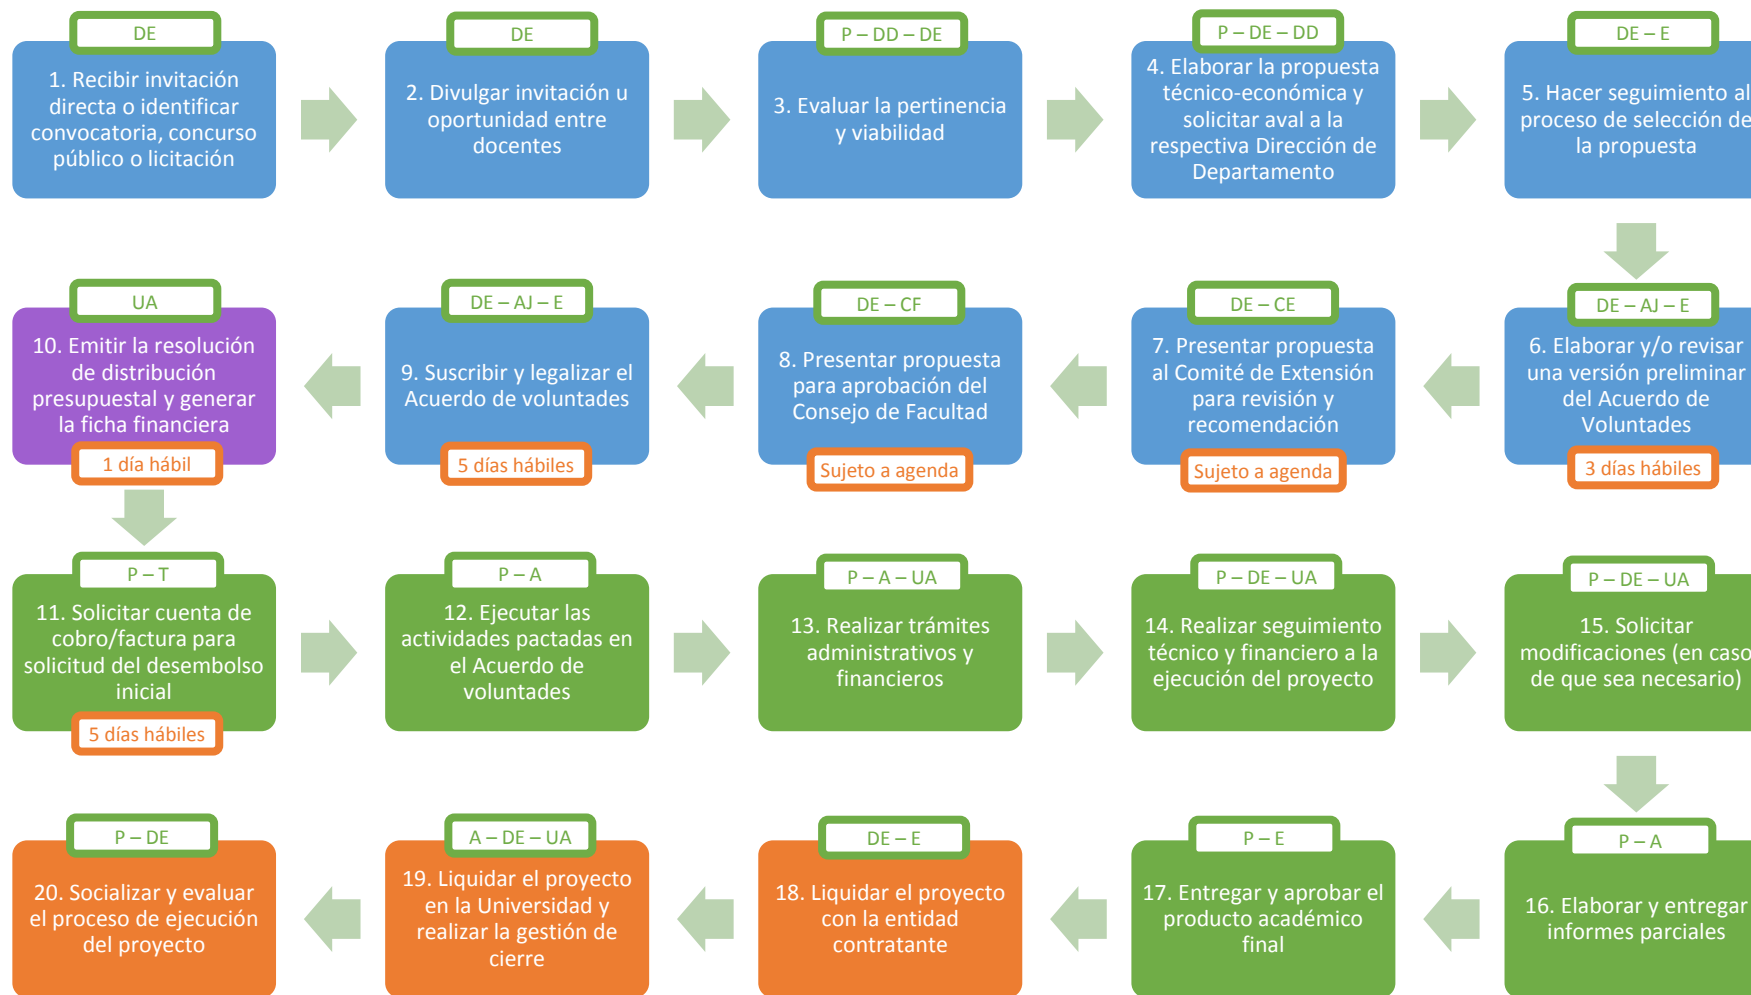 DE
1. Recibir invitación
directa o identificar
convocatoria, concurso
público o licitación
DE
2. Divulgar invitación u
oportunidad entre
docentes
P – DD – DE
3. Evaluar la pertinencia
y viabilidad
P – DE – DD
4. Elaborar la propuesta
técnico-económica y
solicitar aval a la
respectiva Dirección de
Departamento
DE – E
5. Hacer seguimiento al
proceso de selección de
la propuesta
DE – AJ – E
6. Elaborar y/o revisar
una versión preliminar
del Acuerdo de
Voluntades
3 días hábiles
DE – CE
7. Presentar propuesta
al Comité de Extensión
para revisión y
recomendación
Sujeto a agenda
DE – CF
8. Presentar propuesta
para aprobación del
Consejo de Facultad
Sujeto a agenda
DE – AJ – E
9. Suscribir y legalizar el
Acuerdo de voluntades
5 días hábiles
UA
10. Emitir la resolución
de distribución
presupuestal y generar
la ficha financiera
1 día hábil
P – T
11. Solicitar cuenta de
cobro/factura para
solicitud del desembolso
inicial
5 días hábiles
P – A
12. Ejecutar las
actividades pactadas en
el Acuerdo de
voluntades
P – A – UA
13. Realizar trámites
administrativos y
financieros
P – DE – UA
14. Realizar seguimiento
técnico y financiero a la
ejecución del proyecto
P – DE – UA
15. Solicitar
modificaciones (en caso
de que sea necesario)
P – A
16. Elaborar y entregar
informes parciales
P – E
17. Entregar y aprobar el
producto académico
final
DE – E
18. Liquidar el proyecto
con la entidad
contratante
A – DE – UA
19. Liquidar el proyecto
en la Universidad y
realizar la gestión de
cierre
P – DE
20. Socializar y evaluar
el proceso de ejecución
del proyecto